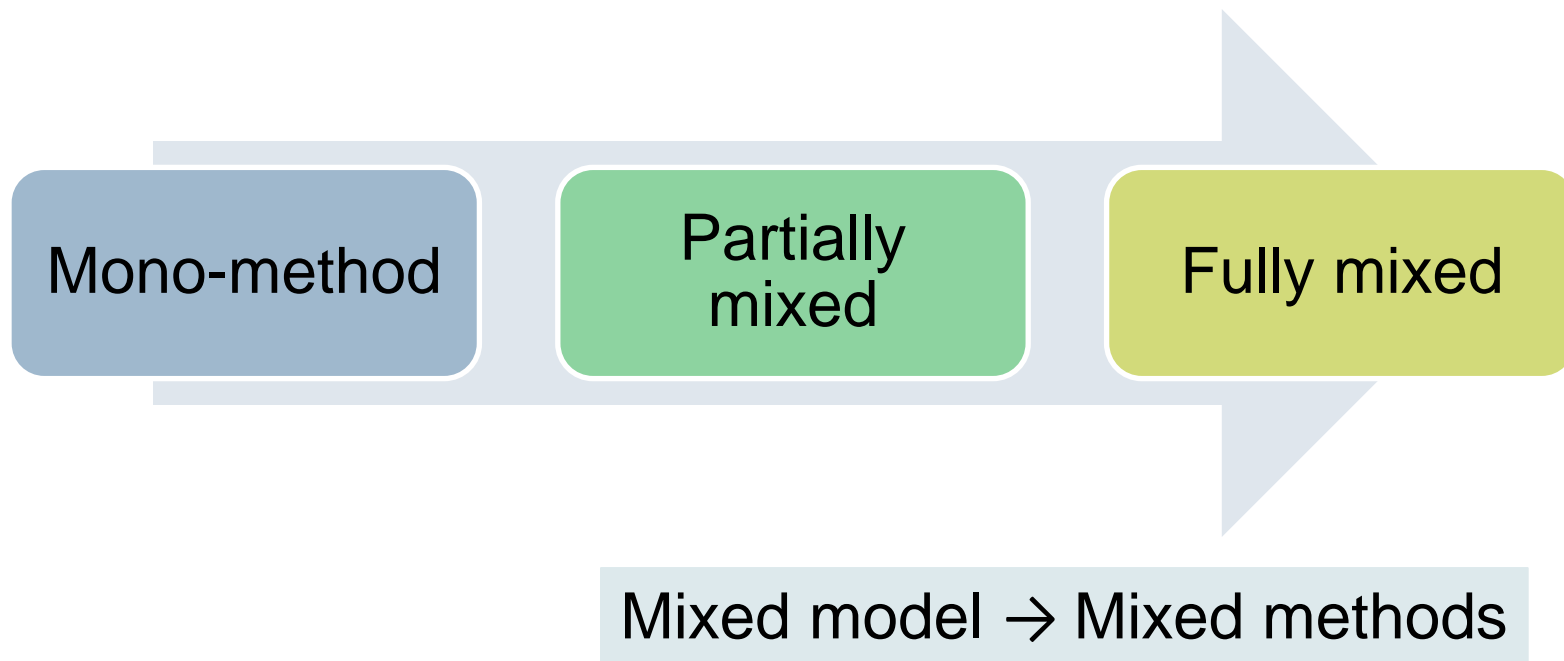 Mono-method
Partially
mixed
Fully mixed
Mixed model → Mixed methods